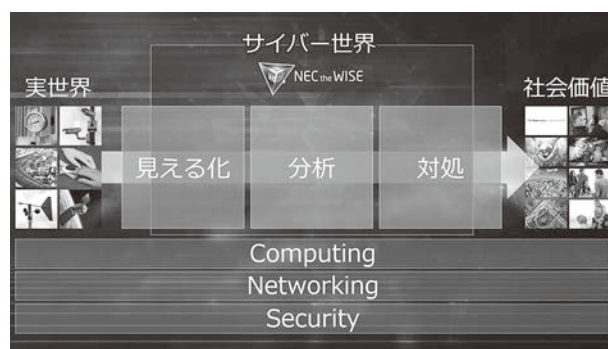 サイバー世界
NEC the WISE
実世界
社会価値
見える化
分析
対処
Computing
Networking
Security